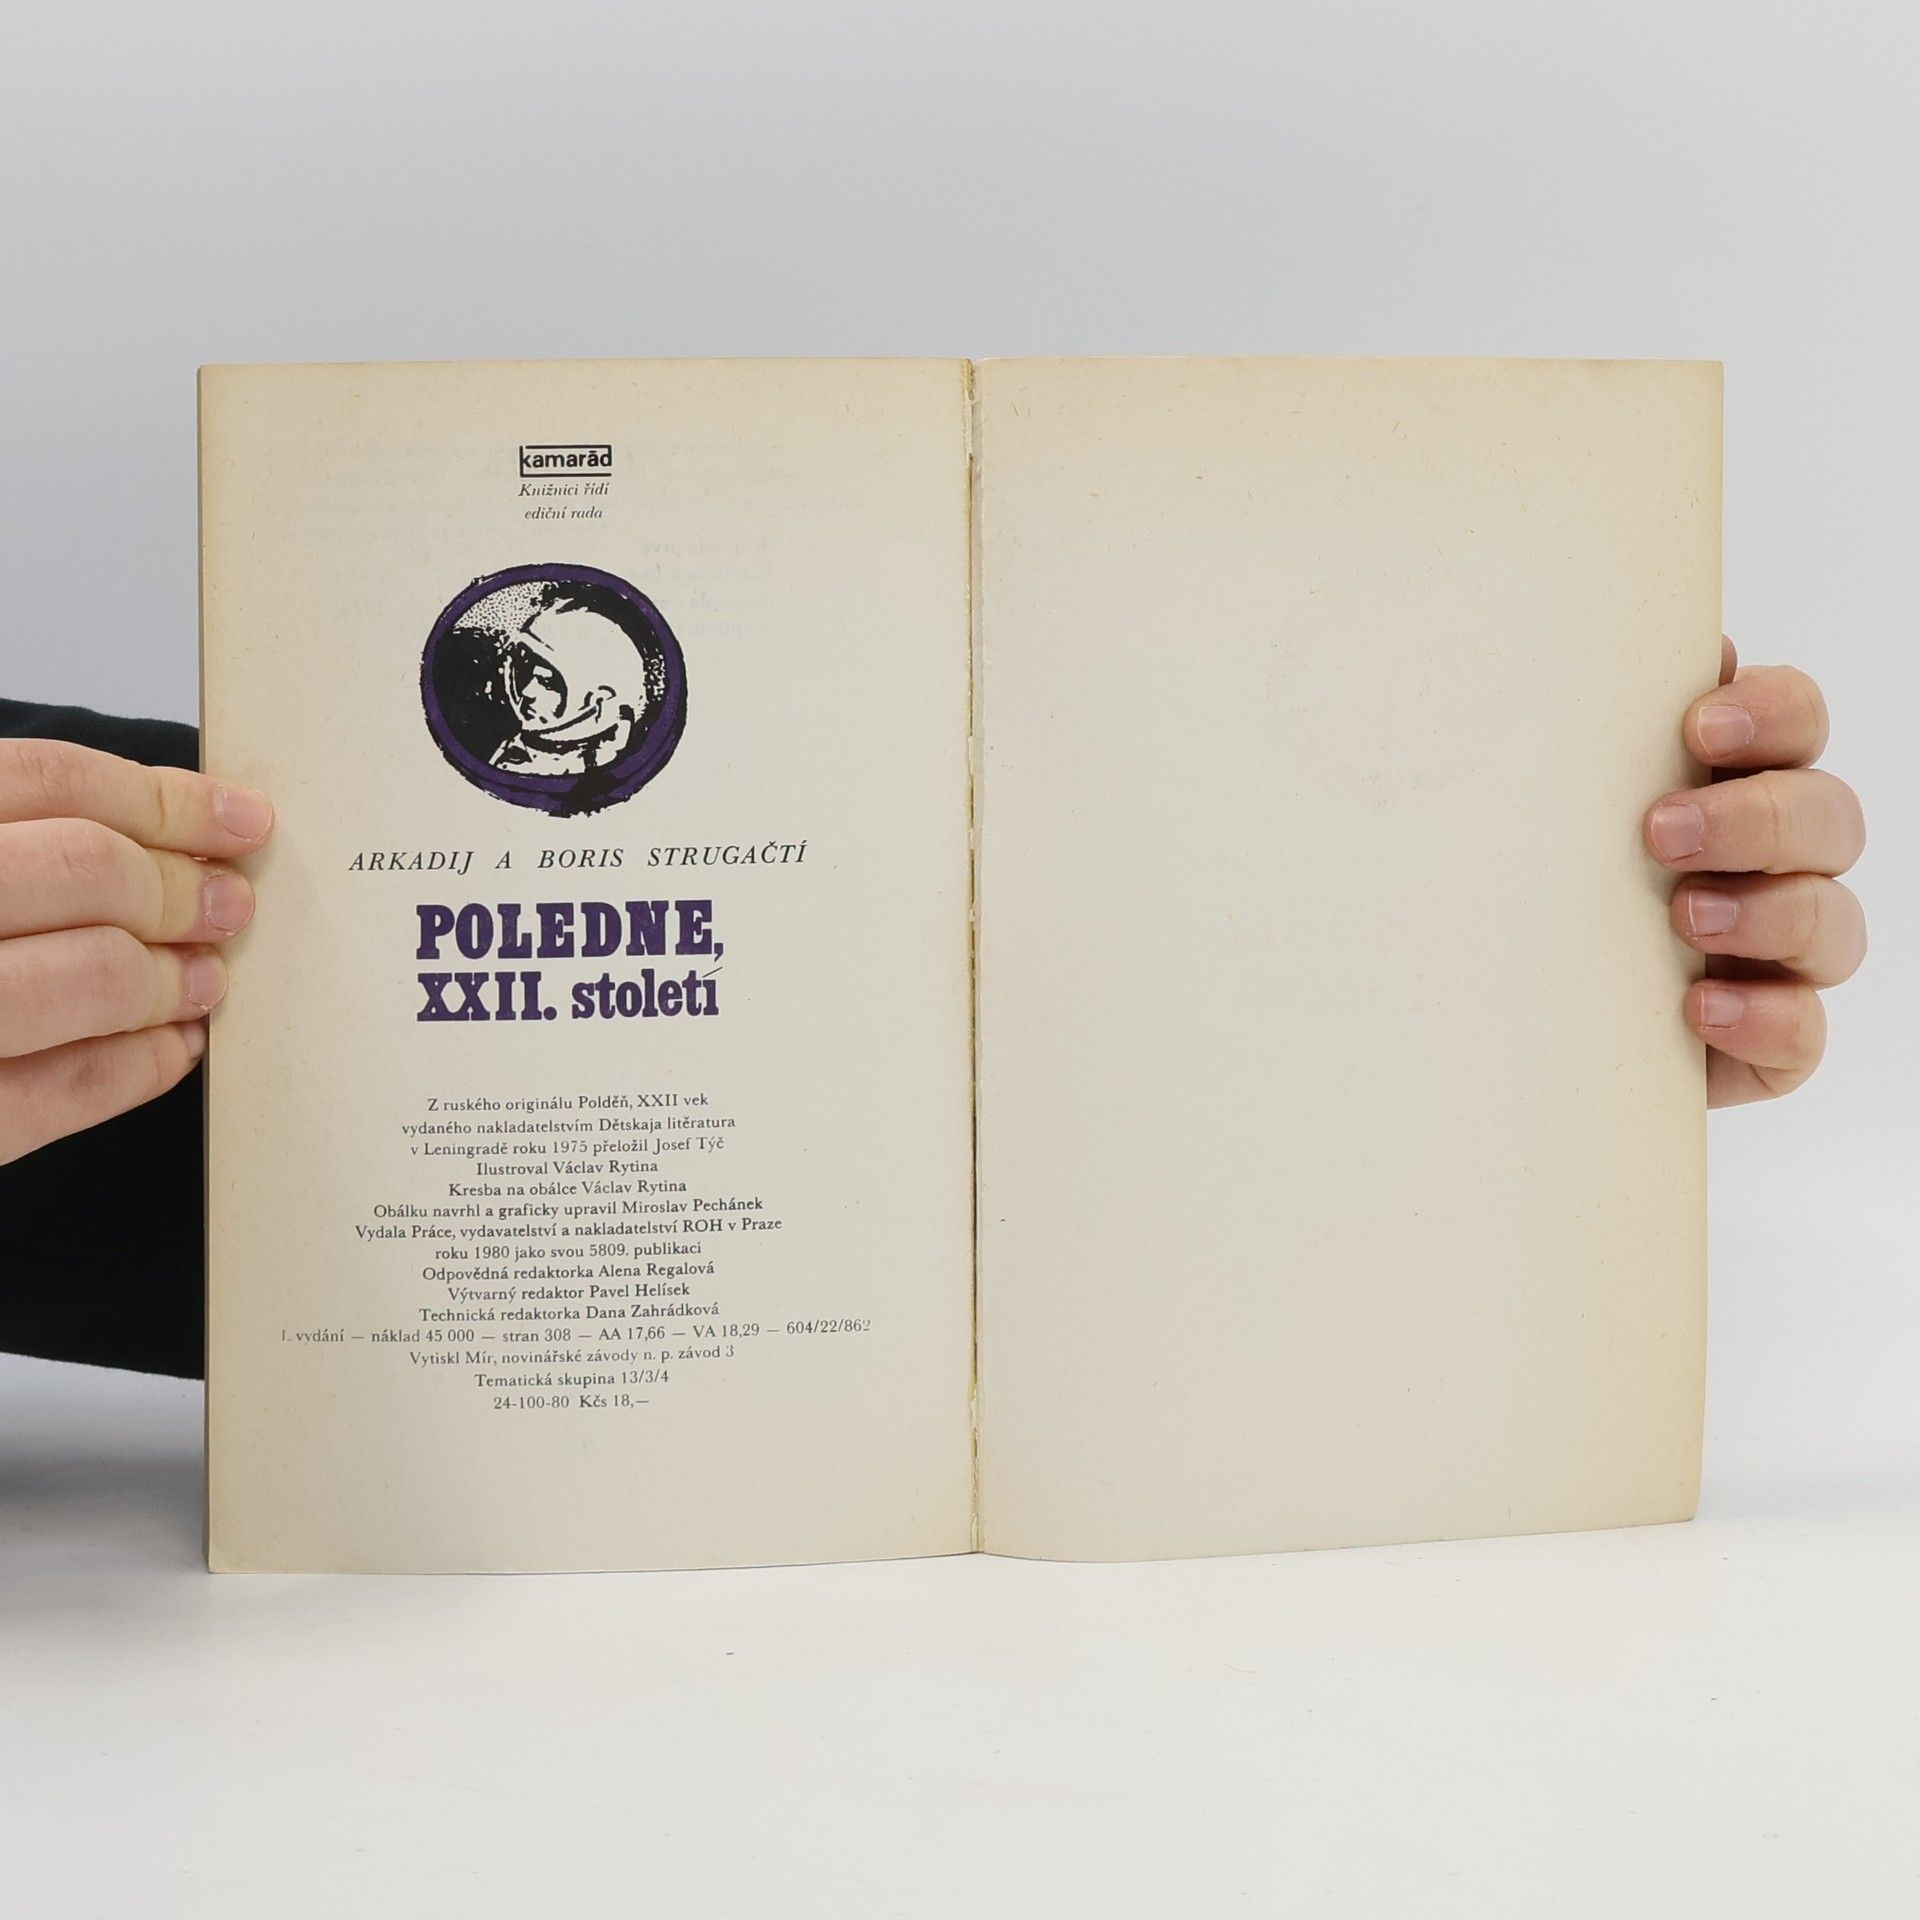 kamarád
Knižnici řídí
ediční rada
ARKADIJ A BORIS STRUGAČTÍ
POLEDNE,
XXII. století
Z ruského originálu Polděň, XXII vek
vydaného nakladatelstvím Dětskaja litěratura
v Leningradě roku 1975 přeložil Josef Týč
Ilustroval Václav Rytina
Kresba na obálce Václav Rytina
Obálku navrhl a graficky upravil Miroslav Pechánek
Vydala Práce, vydavatelství a nakladatelství ROH v Praze
roku 1980 jako svou 5809. publikaci
Odpovědná redaktorka Alena Regalová
Výtvarný redaktor Pavel Helísek
Technická redaktorka Dana Zahrádková
1. vydání — náklad 45 000 — stran 308 — AA 17,66 — VA 18,29 — 604/22/862
Vytiskl Mír, novinářské závody n. p. závod 3
Tematická skupina 13/3/4
24-100-80 Kčs 18,—